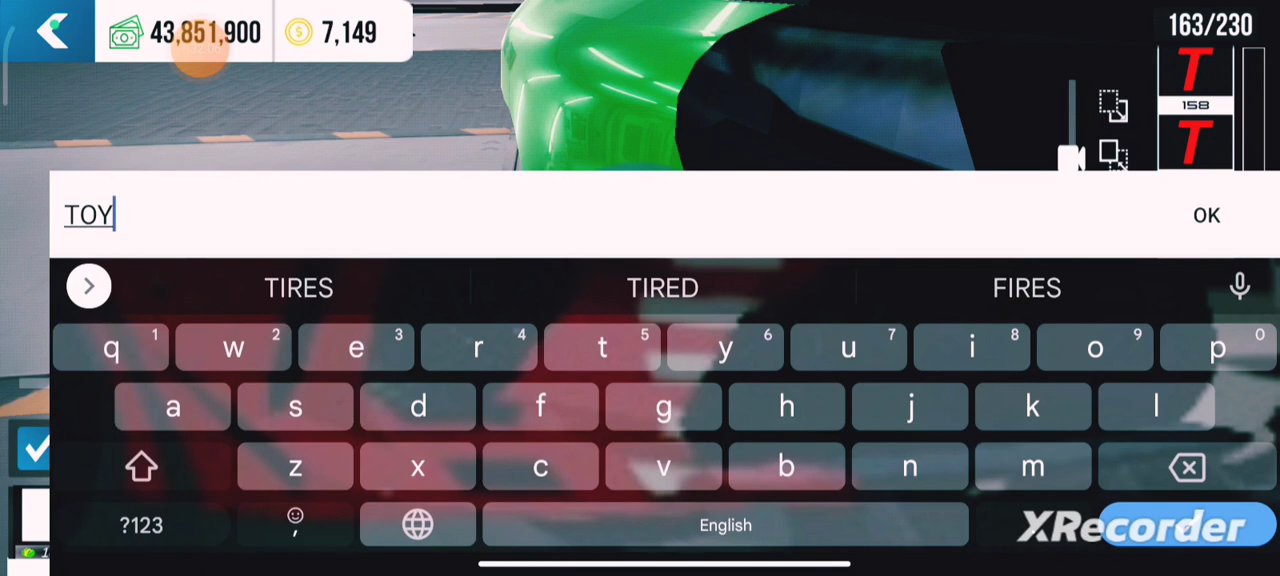 43,851,900 7,149 163/230
T
158
T
TOY OK
TIRES TIRED FIRES
q 1 w 2 e 3 r 4 t 5 y 6 u 7 i 8 o 9 p 0
a s d f g h j k l
z x c v b n m
?123 , English
XRecorder